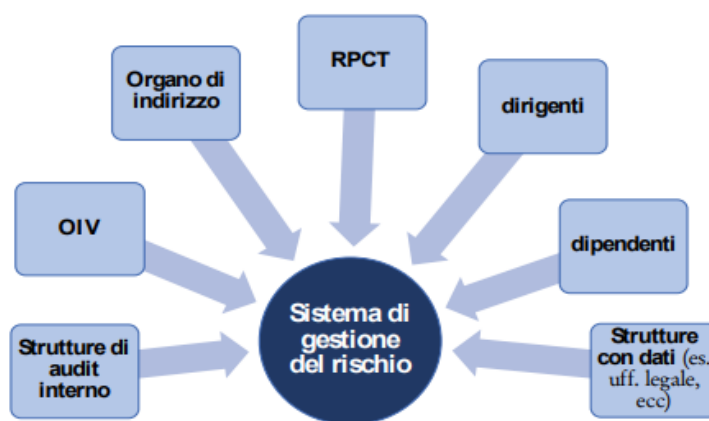 RPCT
Organo di
indirizzo
dirigenti
OIV
dipendenti
Sistema di
gestione
del rischio
Strutture di
audit
interno
Strutture
con dati (es.
uff. legale,
ecc)